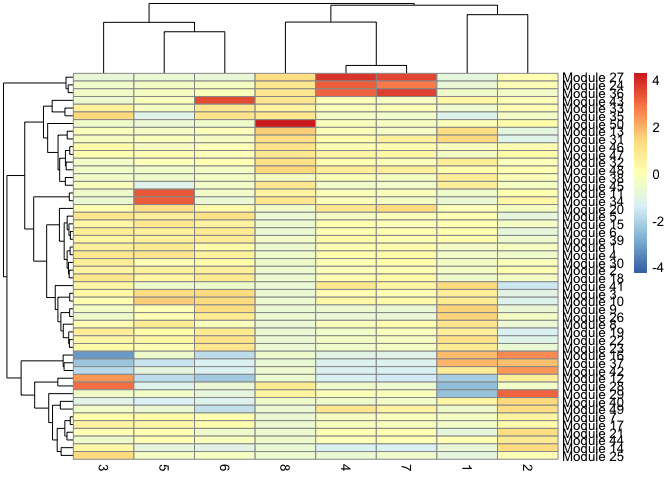 Module 27
Module 24
Module 36
Module 43
Module 33
Module 35
Module 50
Module 13
Module 31
Module 46
Module 47
Module 32
Module 48
Module 38
Module 45
Module 11
Module 34
Module 20
Module 5
Module 15
Module 6
Module 39
Module 1
Module 4
Module 30
Module 2
Module 18
Module 41
Module 3
Module 10
Module 9
Module 26
Module 8
Module 19
Module 22
Module 23
Module 16
Module 37
Module 42
Module 12
Module 28
Module 29
Module 40
Module 49
Module 7
Module 17
Module 21
Module 44
Module 14
Module 25
3 5 6 8 4 7 1 2
4
2
0
-2
-4